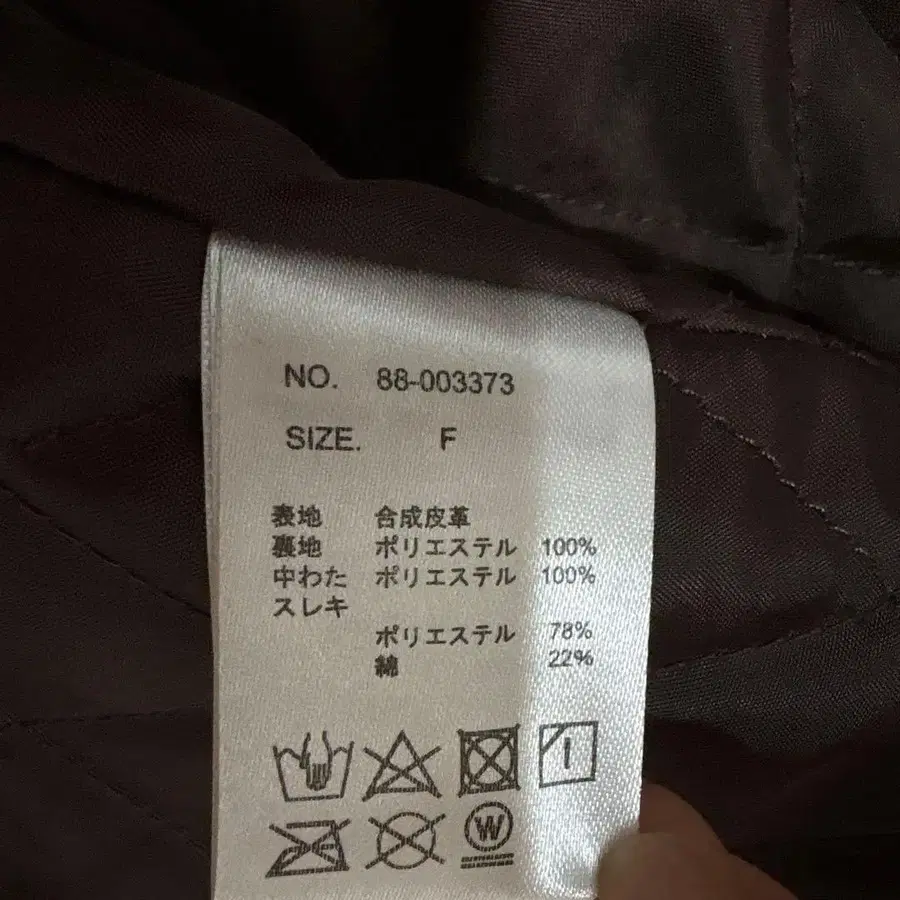 NO. 88-003373
SIZE. F
表地 合成皮革
裏地 ポリエステル 100%
中わた ポリエステル 100%
スレキ
ポリエステル 78%
綿 22%
W